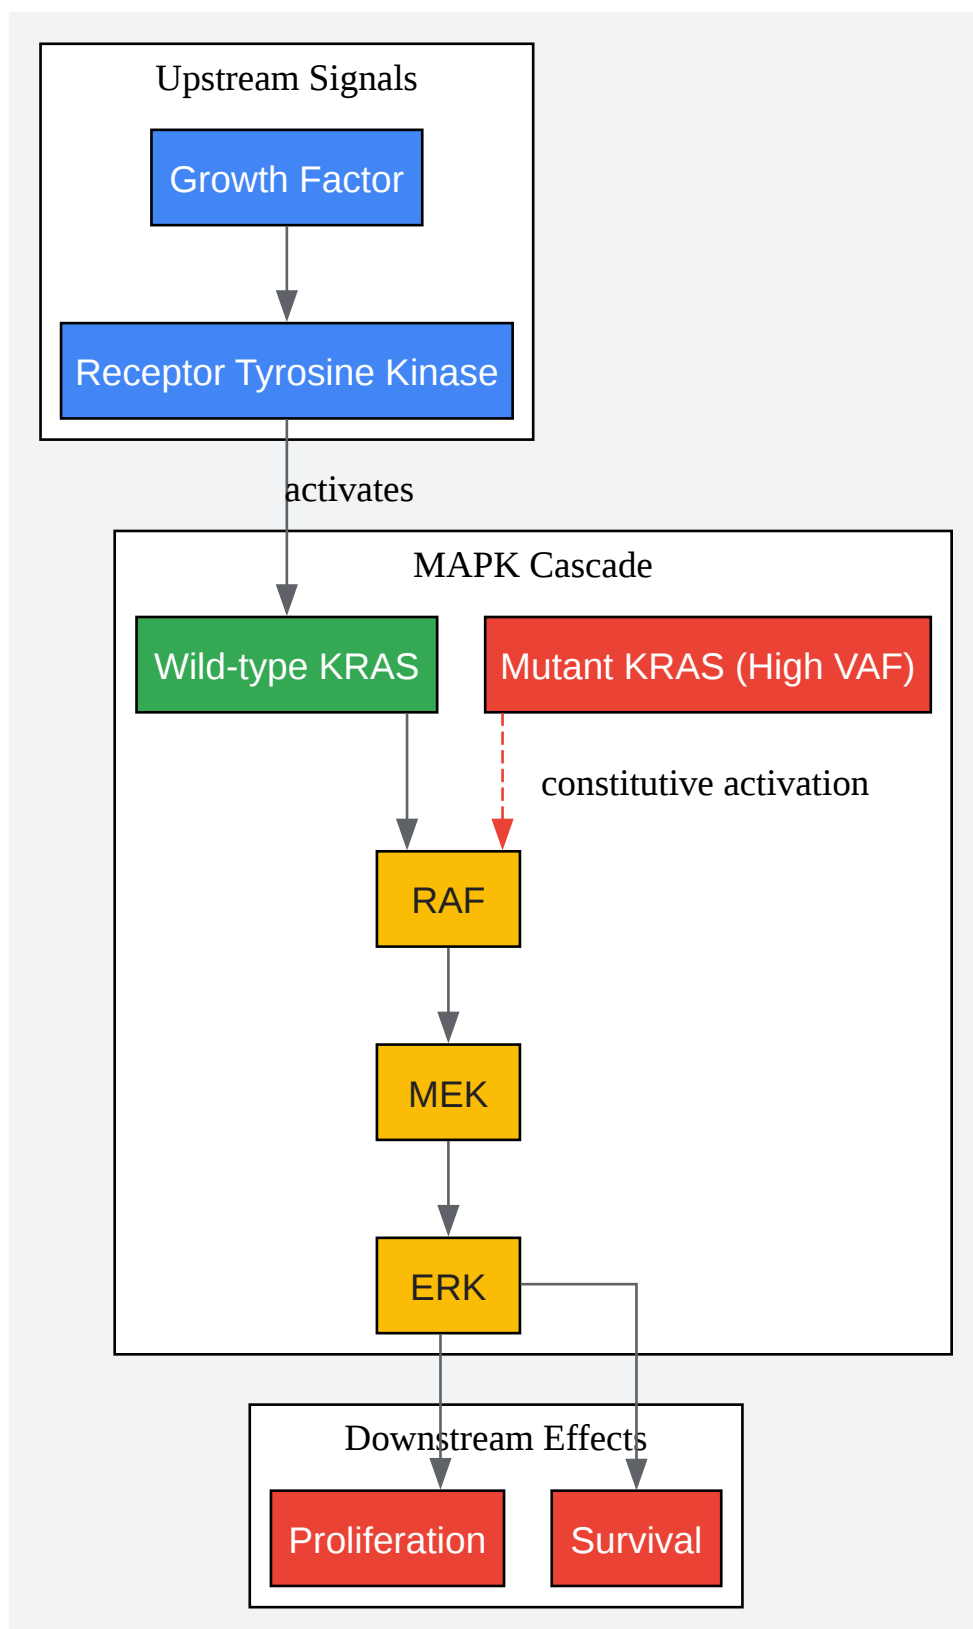 Upstream Signals
Growth Factor
Receptor Tyrosine Kinase
activates
MAPK Cascade
Wild-type KRAS
Mutant KRAS (High VAF)
constitutive activation
RAF
MEK
ERK
Downstream Effects
Proliferation
Survival